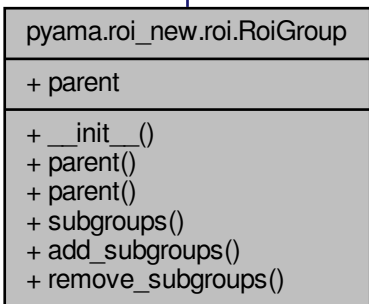 pyama.roi_new.roi.RoiGroup
+ parent
+ __init__()
+ parent()
+ parent()
+ subgroups()
+ add_subgroups()
+ remove_subgroups()